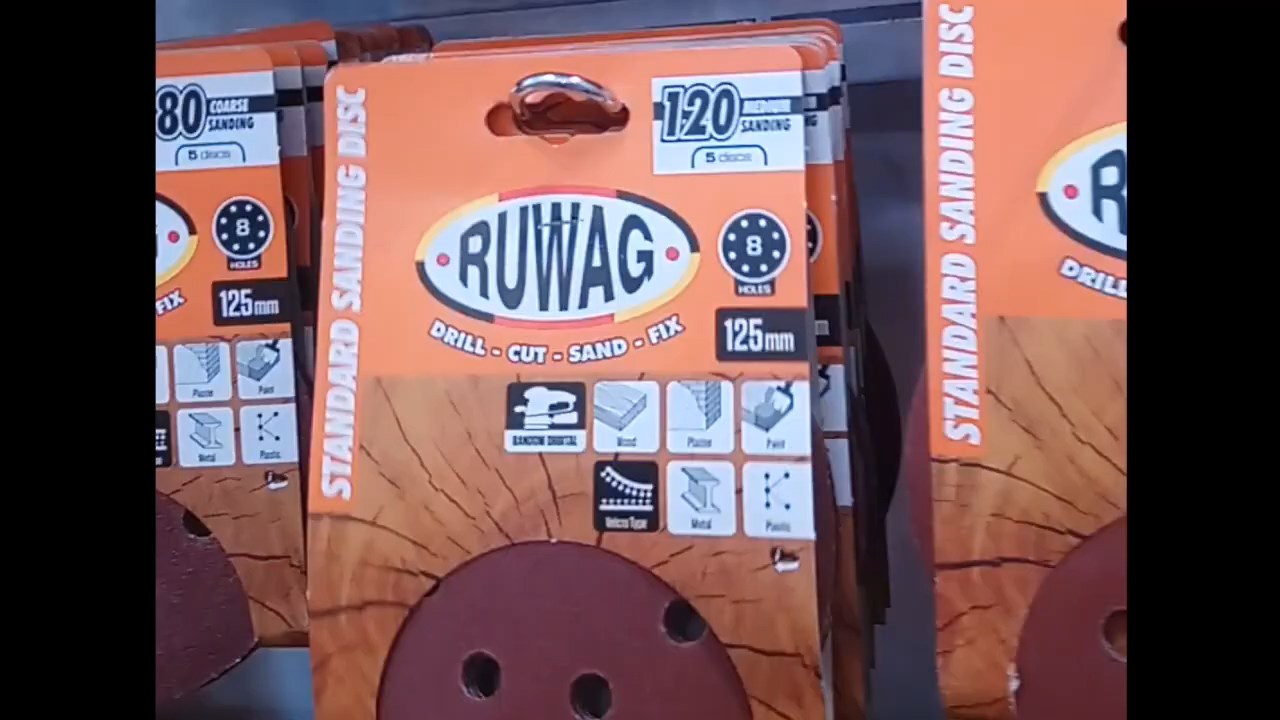 80 COARSE SANDING
5 discs
8
HOLES
FIX
125mm
Plaster
Paint
Metal
Plastic
STANDARD SANDING DISC
120 MEDIUM SANDING
5 discs
RUWAG
DRILL - CUT - SAND - FIX
8
HOLES
125mm
RANDOM ORBITAL
Wood
Plaster
Paint
Velcro Type
Metal
Plastic
STANDARD SANDING DISC
R
DRILL